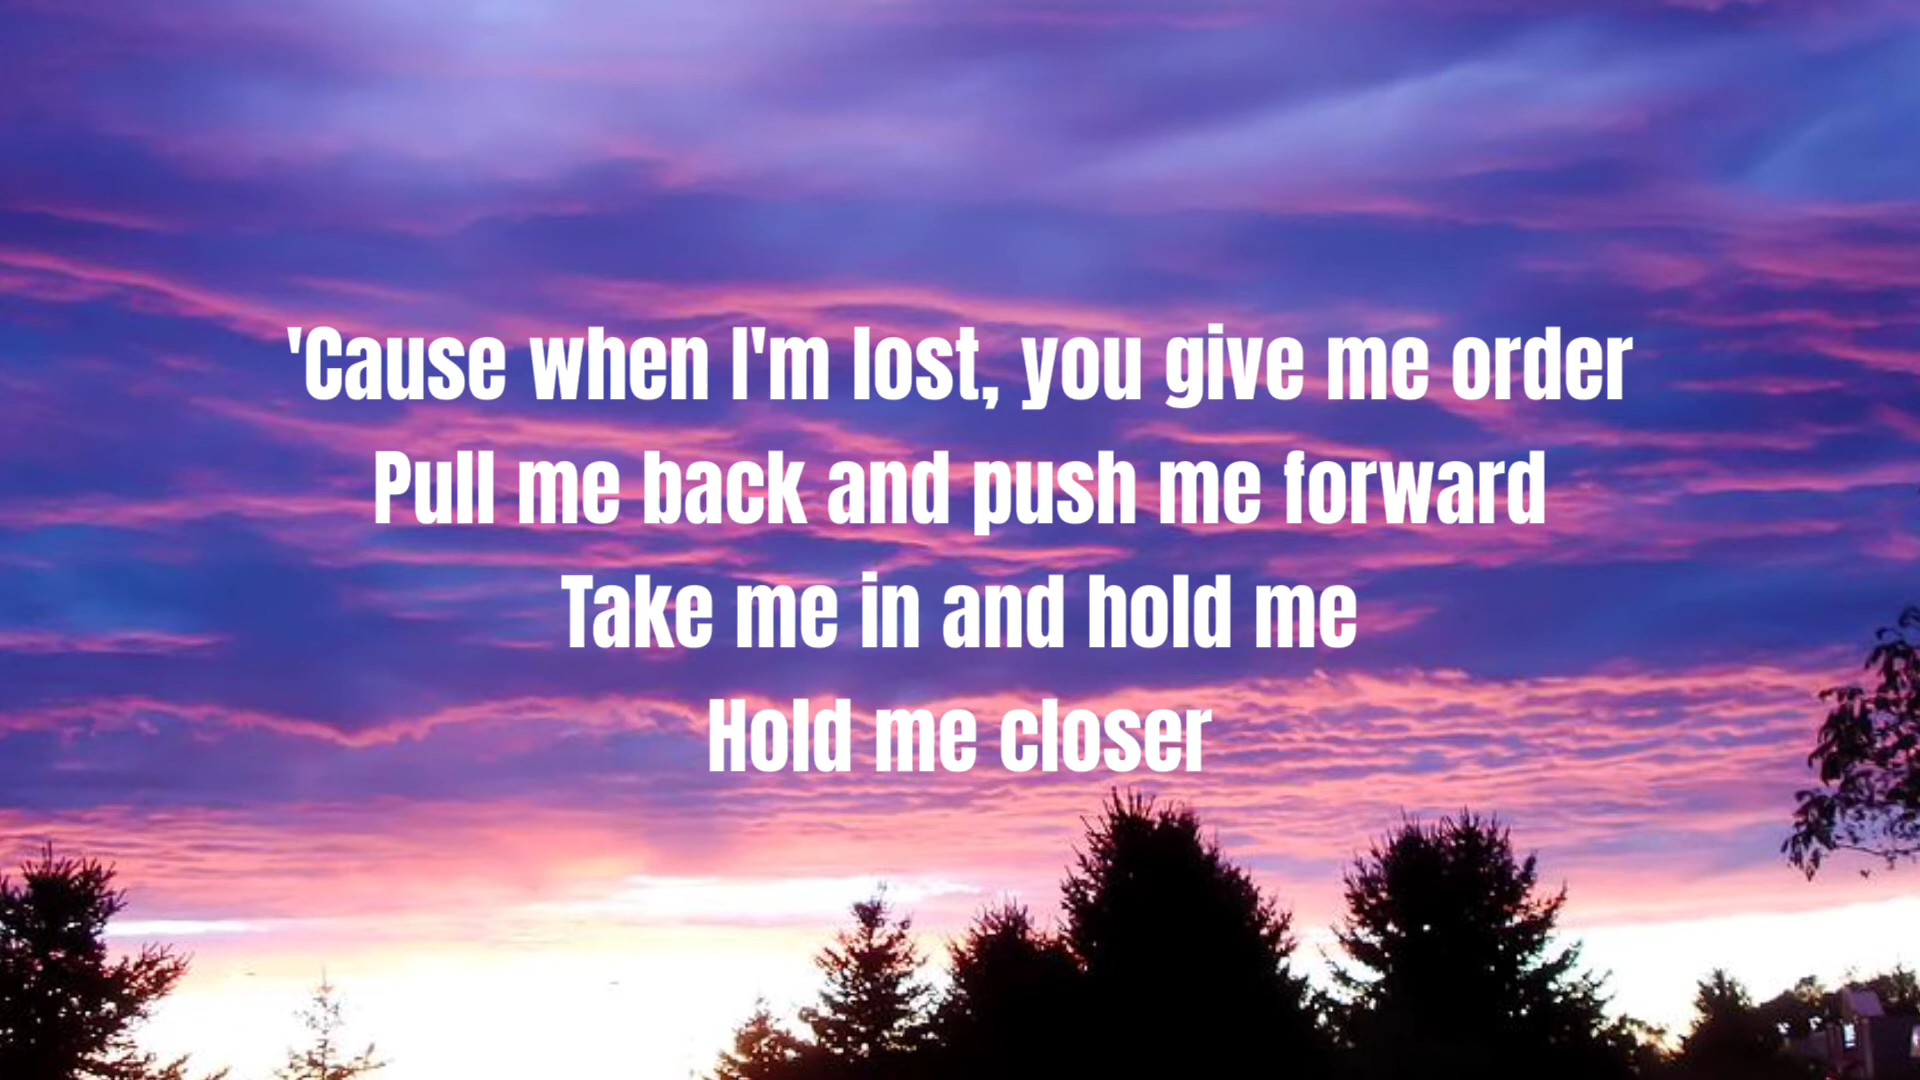 'Cause when I'm lost, you give me order
Pull me back and push me forward
Take me in and hold me
Hold me closer